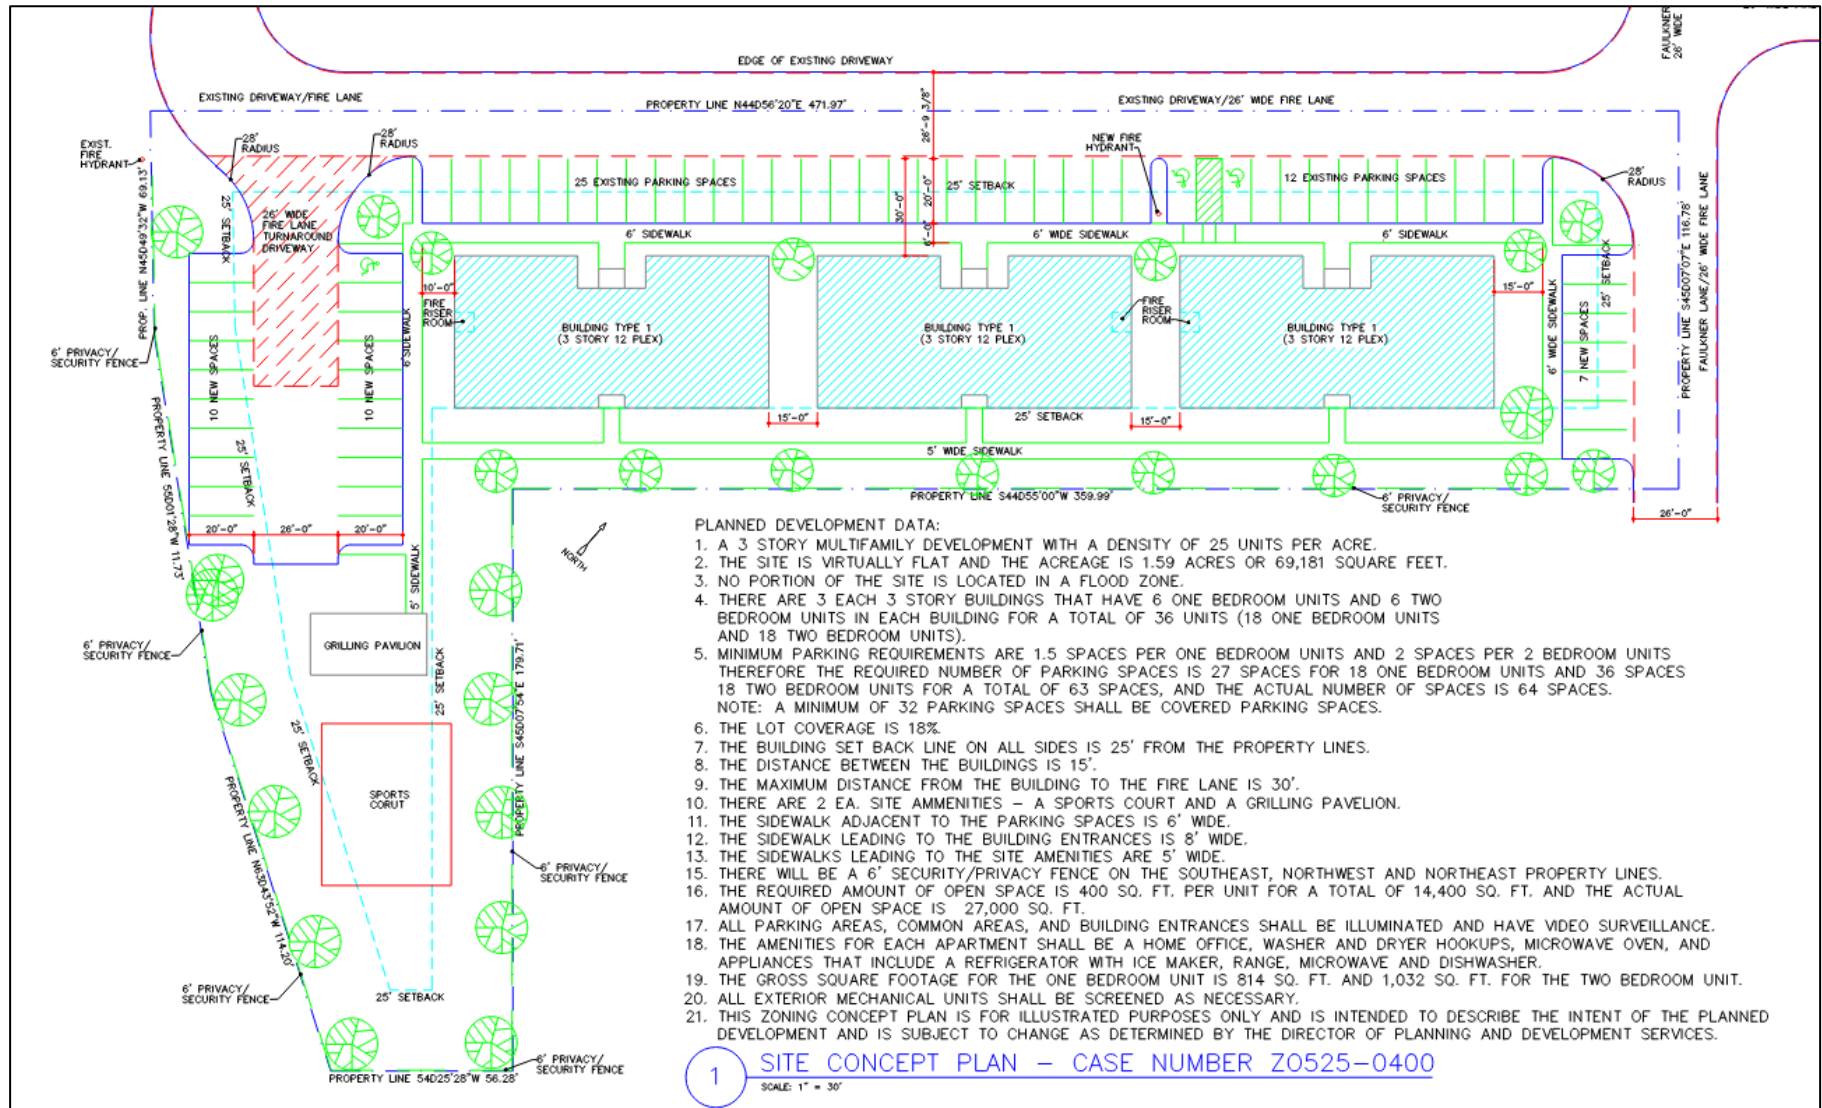 FAULKNER
26' WIDE
EDGE OF EXISTING DRIVEWAY
EXISTING DRIVEWAY/FIRE LANE
PROPERTY LINE N44D56'20"E 471.97'
EXISTING DRIVEWAY/26' WIDE FIRE LANE
26'-9 3/8"
EXIST.
FIRE
HYDRANT
28'
RADIUS
28'
RADIUS
NEW FIRE
HYDRANT
28'
RADIUS
25 EXISTING PARKING SPACES
25' SETBACK
12 EXISTING PARKING SPACES
30'-0"
20'-0"
6'-0"
PROP. LINE N45D49'32"W 69.13'
25' SETBACK
26' WIDE
FIRE LANE
TURNAROUND
DRIVEWAY
6' SIDEWALK
6' WIDE SIDEWALK
6' SIDEWALK
25' SETBACK
PROPERTY LINE S45D07'07"E 116.78'
FAULKNER LANE/26' WIDE FIRE LANE
10'-0"
15'-0"
FIRE
RISER
ROOM
FIRE
RISER
ROOM
BUILDING TYPE 1
(3 STORY 12 PLEX)
BUILDING TYPE 1
(3 STORY 12 PLEX)
BUILDING TYPE 1
(3 STORY 12 PLEX)
6' PRIVACY/
SECURITY FENCE
10 NEW SPACES
10 NEW SPACES
6'SIDEWALK
6' WIDE SIDEWALK
7 NEW SPACES
15'-0"
25' SETBACK
15'-0"
5' WIDE SIDEWALK
PROPERTY LINE 55D01'28"W 11.73'
25' SETBACK
PROPERTY LINE S44D55'00"W 359.99'
6' PRIVACY/
SECURITY FENCE
26'-0"
20'-0"
26'-0"
20'-0"
NORTH
5' SIDEWALK
GRILLING PAVILION
6' PRIVACY/
SECURITY FENCE
25' SETBACK
PROPERTY LINE S45D07'54"E 179.71'
25' SETBACK
SPORTS
CORUT
PROPERTY LINE N63D43'52"W 114.20'
6' PRIVACY/
SECURITY FENCE
6' PRIVACY/
SECURITY FENCE
25' SETBACK
6' PRIVACY/
SECURITY FENCE
PROPERTY LINE 54D25'28"W 56.28'
PLANNED DEVELOPMENT DATA:
1. A 3 STORY MULTIFAMILY DEVELOPMENT WITH A DENSITY OF 25 UNITS PER ACRE.
2. THE SITE IS VIRTUALLY FLAT AND THE ACREAGE IS 1.59 ACRES OR 69,181 SQUARE FEET.
3. NO PORTION OF THE SITE IS LOCATED IN A FLOOD ZONE.
4. THERE ARE 3 EACH 3 STORY BUILDINGS THAT HAVE 6 ONE BEDROOM UNITS AND 6 TWO
BEDROOM UNITS IN EACH BUILDING FOR A TOTAL OF 36 UNITS (18 ONE BEDROOM UNITS
AND 18 TWO BEDROOM UNITS).
5. MINIMUM PARKING REQUIREMENTS ARE 1.5 SPACES PER ONE BEDROOM UNITS AND 2 SPACES PER 2 BEDROOM UNITS
THEREFORE THE REQUIRED NUMBER OF PARKING SPACES IS 27 SPACES FOR 18 ONE BEDROOM UNITS AND 36 SPACES
18 TWO BEDROOM UNITS FOR A TOTAL OF 63 SPACES, AND THE ACTUAL NUMBER OF SPACES IS 64 SPACES.
NOTE: A MINIMUM OF 32 PARKING SPACES SHALL BE COVERED PARKING SPACES.
6. THE LOT COVERAGE IS 18%.
7. THE BUILDING SET BACK LINE ON ALL SIDES IS 25' FROM THE PROPERTY LINES.
8. THE DISTANCE BETWEEN THE BUILDINGS IS 15'.
9. THE MAXIMUM DISTANCE FROM THE BUILDING TO THE FIRE LANE IS 30'.
10. THERE ARE 2 EA. SITE AMMENITIES – A SPORTS COURT AND A GRILLING PAVELION.
11. THE SIDEWALK ADJACENT TO THE PARKING SPACES IS 6' WIDE.
12. THE SIDEWALK LEADING TO THE BUILDING ENTRANCES IS 8' WIDE.
13. THE SIDEWALKS LEADING TO THE SITE AMENITIES ARE 5' WIDE.
15. THERE WILL BE A 6' SECURITY/PRIVACY FENCE ON THE SOUTHEAST, NORTHWEST AND NORTHEAST PROPERTY LINES.
16. THE REQUIRED AMOUNT OF OPEN SPACE IS 400 SQ. FT. PER UNIT FOR A TOTAL OF 14,400 SQ. FT. AND THE ACTUAL
AMOUNT OF OPEN SPACE IS 27,000 SQ. FT.
17. ALL PARKING AREAS, COMMON AREAS, AND BUILDING ENTRANCES SHALL BE ILLUMINATED AND HAVE VIDEO SURVEILLANCE.
18. THE AMENITIES FOR EACH APARTMENT SHALL BE A HOME OFFICE, WASHER AND DRYER HOOKUPS, MICROWAVE OVEN, AND
APPLIANCES THAT INCLUDE A REFRIGERATOR WITH ICE MAKER, RANGE, MICROWAVE AND DISHWASHER.
19. THE GROSS SQUARE FOOTAGE FOR THE ONE BEDROOM UNIT IS 814 SQ. FT. AND 1,032 SQ. FT. FOR THE TWO BEDROOM UNIT.
20. ALL EXTERIOR MECHANICAL UNITS SHALL BE SCREENED AS NECESSARY.
21. THIS ZONING CONCEPT PLAN IS FOR ILLUSTRATED PURPOSES ONLY AND IS INTENDED TO DESCRIBE THE INTENT OF THE PLANNED
DEVELOPMENT AND IS SUBJECT TO CHANGE AS DETERMINED BY THE DIRECTOR OF PLANNING AND DEVELOPMENT SERVICES.
1
SITE CONCEPT PLAN – CASE NUMBER ZO525–0400
SCALE: 1" = 30'